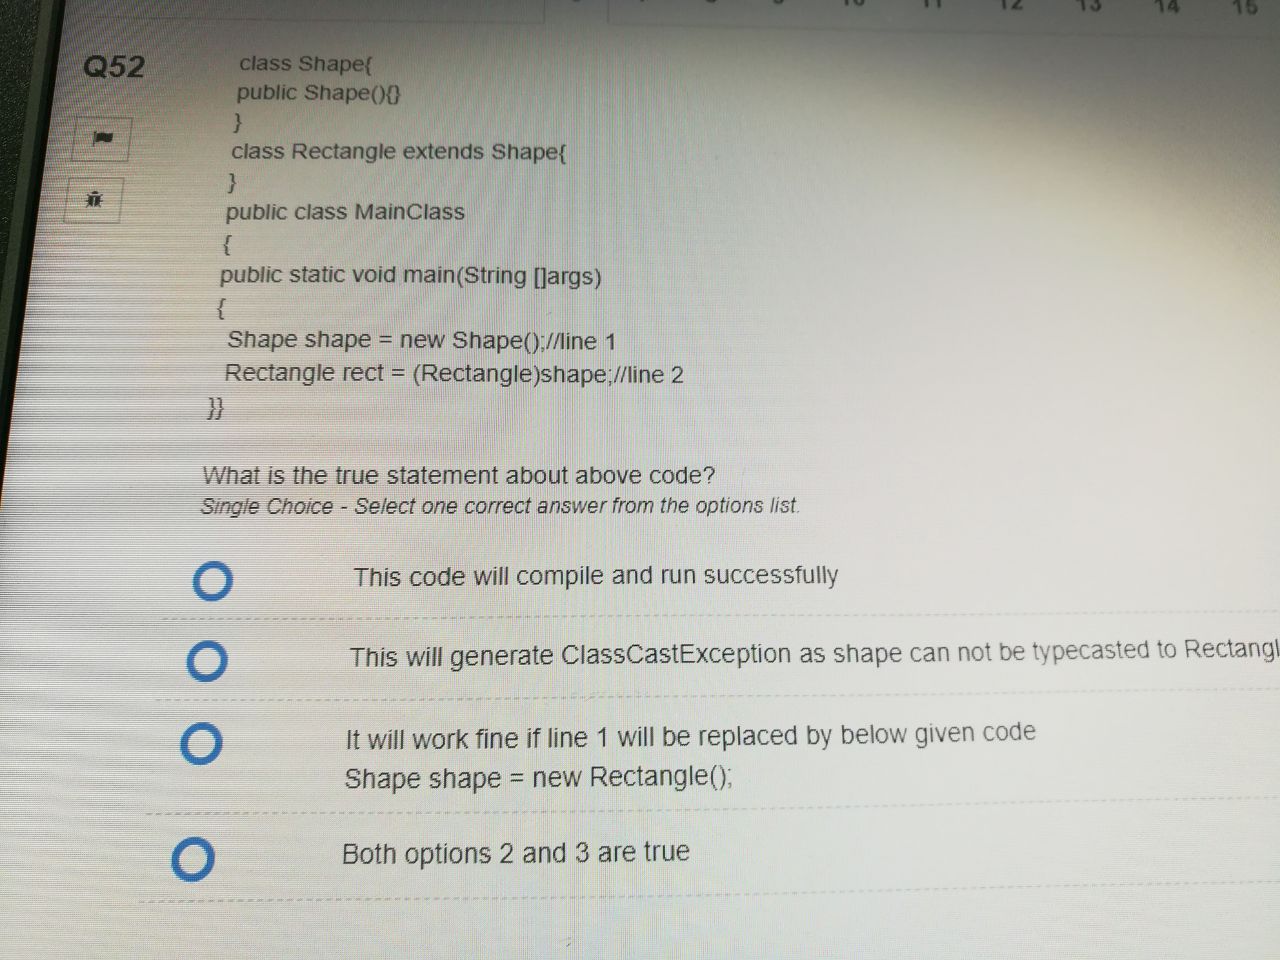 10 11 12 13 14 15
Q52
class Shape{
public Shape(){}
}
class Rectangle extends Shape{
}
public class MainClass
{
public static void main(String []args)
{
Shape shape = new Shape();//line 1
Rectangle rect = (Rectangle)shape;//line 2
}}
What is the true statement about above code?
Single Choice - Select one correct answer from the options list.
This code will compile and run successfully
This will generate ClassCastException as shape can not be typecasted to Rectangl
It will work fine if line 1 will be replaced by below given code
Shape shape = new Rectangle();
Both options 2 and 3 are true